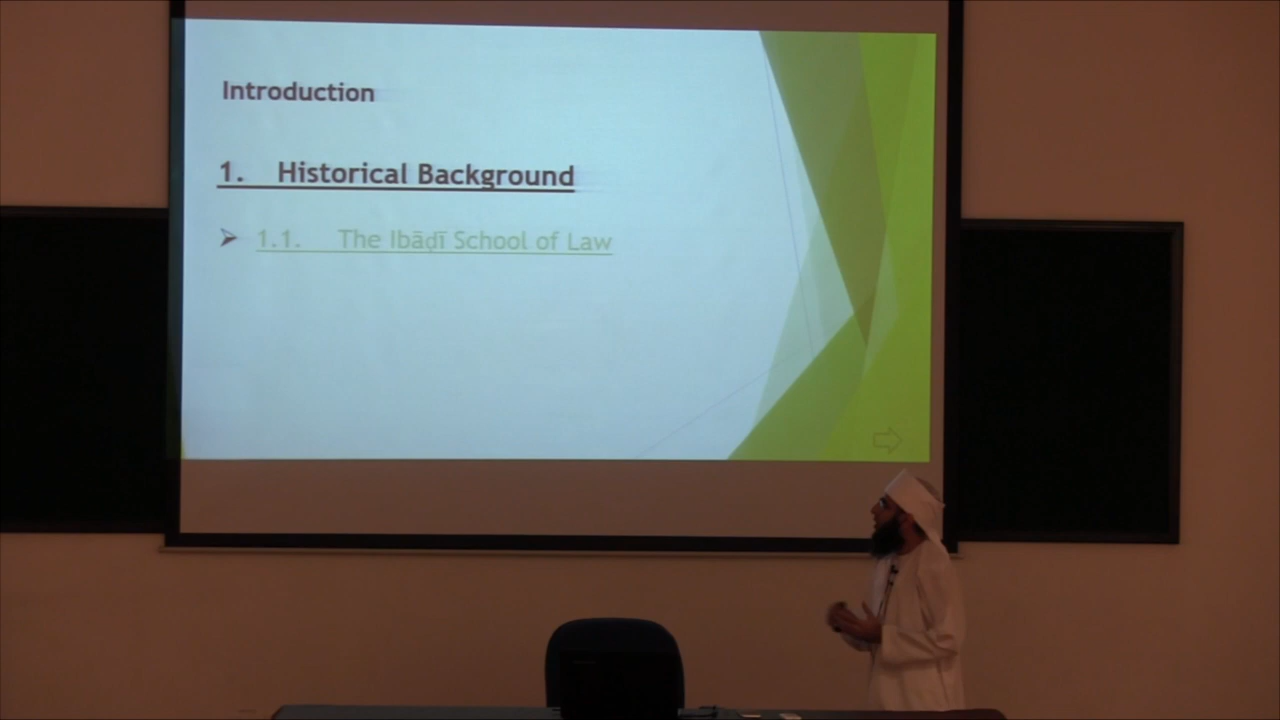 Introduction
1. Historical Background
1.1. The Ibāḍī School of Law